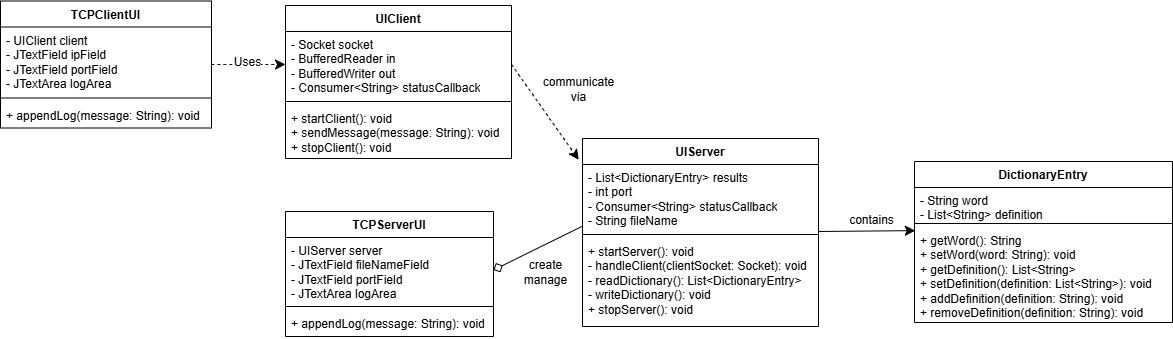 TCPClientUI
- UIClient client
- JTextField ipField
- JTextField portField
- JTextArea logArea
+ appendLog(message: String): void
Uses
UIClient
- Socket socket
- BufferedReader in
- BufferedWriter out
- Consumer<String> statusCallback
+ startClient(): void
+ sendMessage(message: String): void
+ stopClient(): void
communicate
via
TCPServerUI
- UIServer server
- JTextField fileNameField
- JTextField portField
- JTextArea logArea
+ appendLog(message: String): void
create
manage
UIServer
- List<DictionaryEntry> results
- int port
- Consumer<String> statusCallback
- String fileName
+ startServer(): void
- handleClient(clientSocket: Socket): void
- readDictionary(): List<DictionaryEntry>
- writeDictionary(): void
+ stopServer(): void
contains
DictionaryEntry
- String word
- List<String> definition
+ getWord(): String
+ setWord(word: String): void
+ getDefinition(): List<String>
+ setDefinition(definition: List<String>): void
+ addDefinition(definition: String): void
+ removeDefinition(definition: String): void